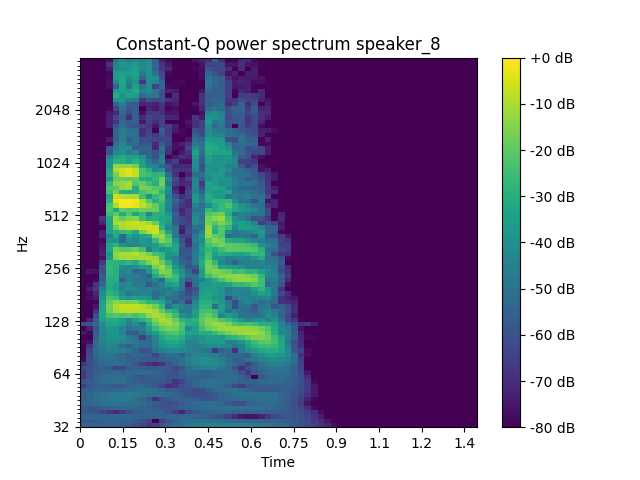 Constant-Q power spectrum speaker_8
Hz
2048
1024
512
256
128
64
32
0 0.15 0.3 0.45 0.6 0.75 0.9 1.1 1.2 1.4
Time
+0 dB
-10 dB
-20 dB
-30 dB
-40 dB
-50 dB
-60 dB
-70 dB
-80 dB